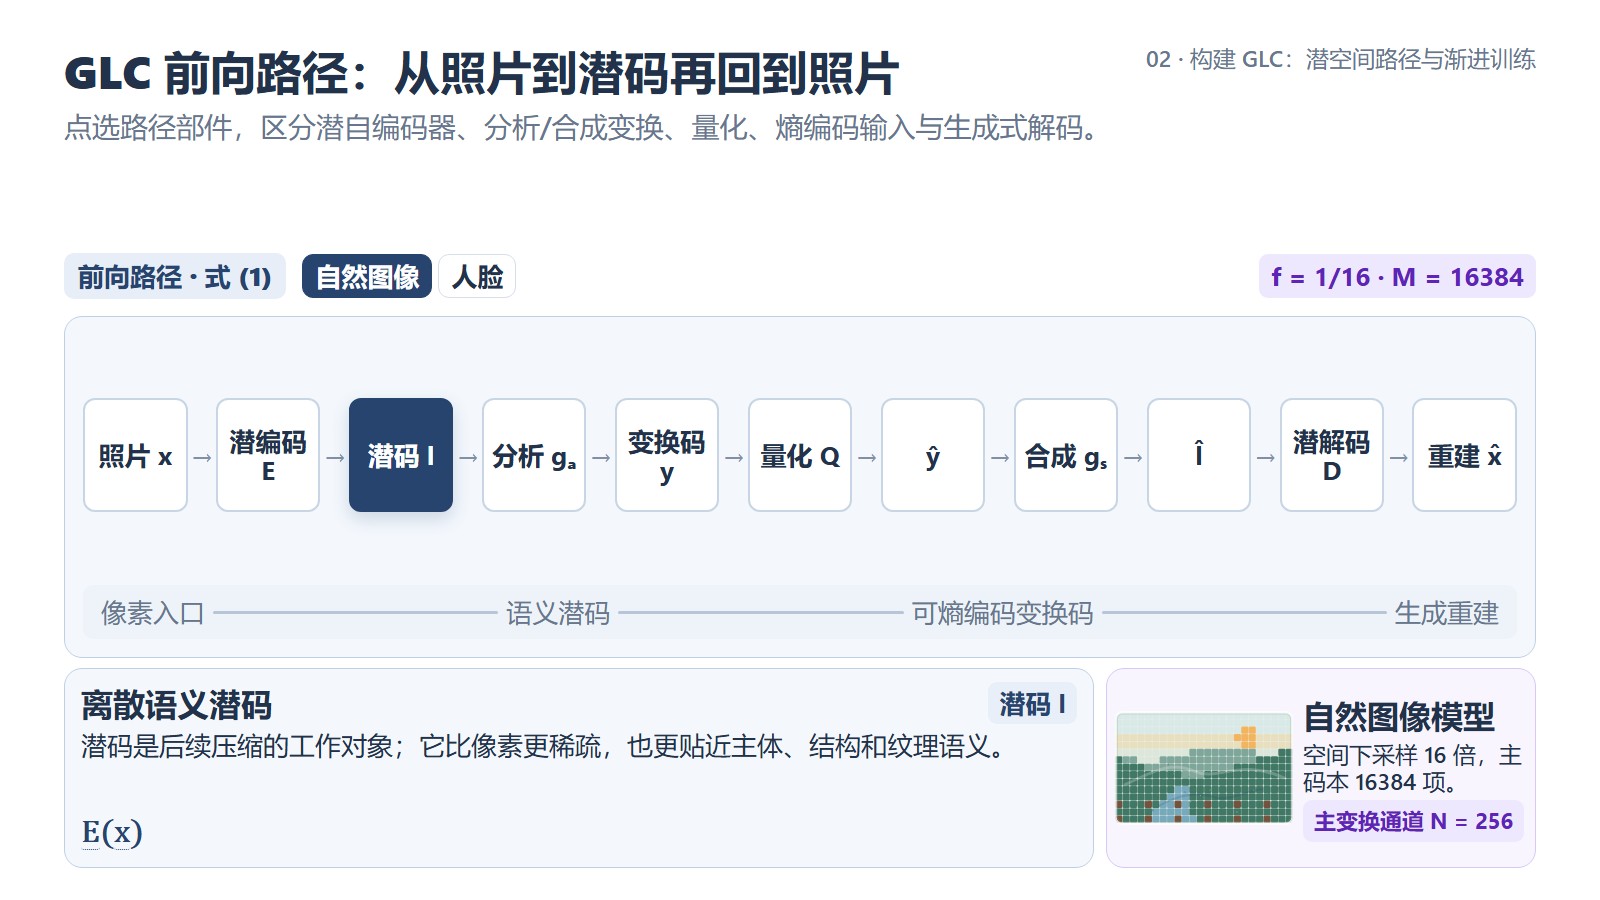 GLC 前向路径：从照片到潜码再回到照片
02 · 构建 GLC：潜空间路径与渐进训练
点选路径部件，区分潜自编码器、分析/合成变换、量化、熵编码输入与生成式解码。
前向路径 · 式 (1)
自然图像
人脸
f = 1/16 · M = 16384
照片 x
→
潜编码
E
→
潜码 l
→
分析 gₐ
→
变换码
y
→
量化 Q
→
ŷ
→
合成 gₛ
→
l̂
→
潜解码
D
→
重建 x̂
像素入口
语义潜码
可熵编码变换码
生成重建
离散语义潜码
潜码 l
潜码是后续压缩的工作对象；它比像素更稀疏，也更贴近主体、结构和纹理语义。
E(x)
自然图像模型
空间下采样 16 倍，主
码本 16384 项。
主变换通道 N = 256